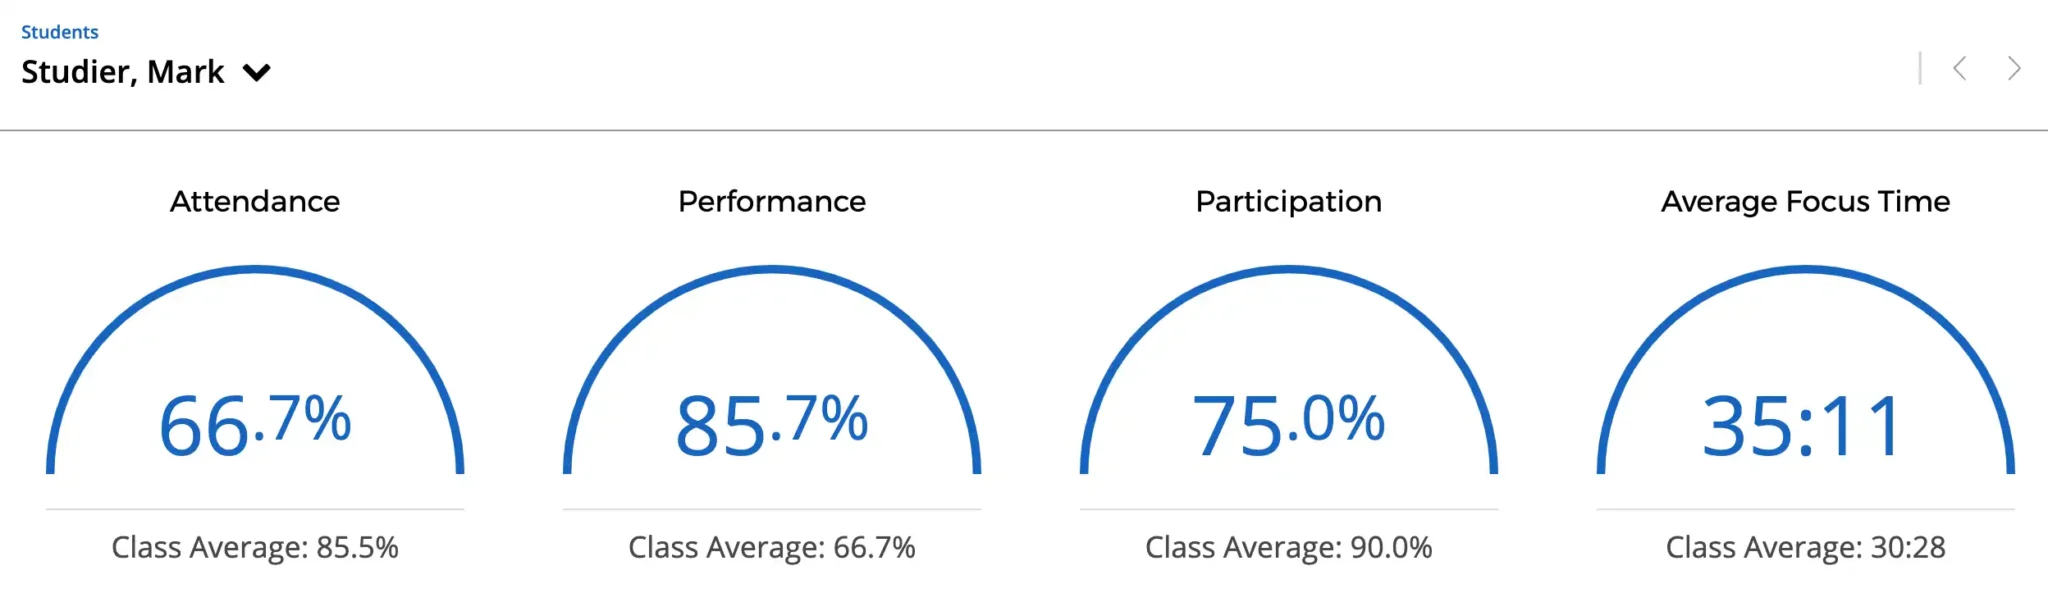 Students
Studier, Mark
Attendance
Performance
Participation
Average Focus Time
66.7%
85.7%
75.0%
35:11
Class Average: 85.5%
Class Average: 66.7%
Class Average: 90.0%
Class Average: 30:28